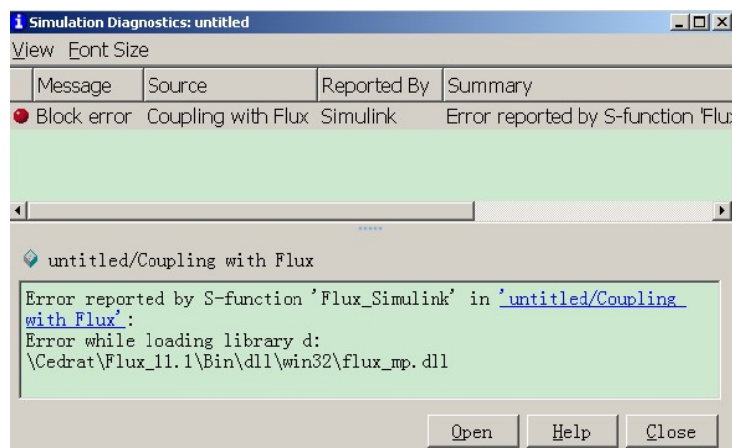 Simulation Diagnostics: untitled
View Font Size
Message Source Reported By Summary
Block error Coupling with Flux Simulink Error reported by S-function 'Flux
untitled/Coupling with Flux
Error reported by S-function 'Flux_Simulink' in 'untitled/Coupling
with Flux':
Error while loading library d:
\Cedrat\Flux_11.1\Bin\dll\win32\flux_mp.dll
Open Help Close